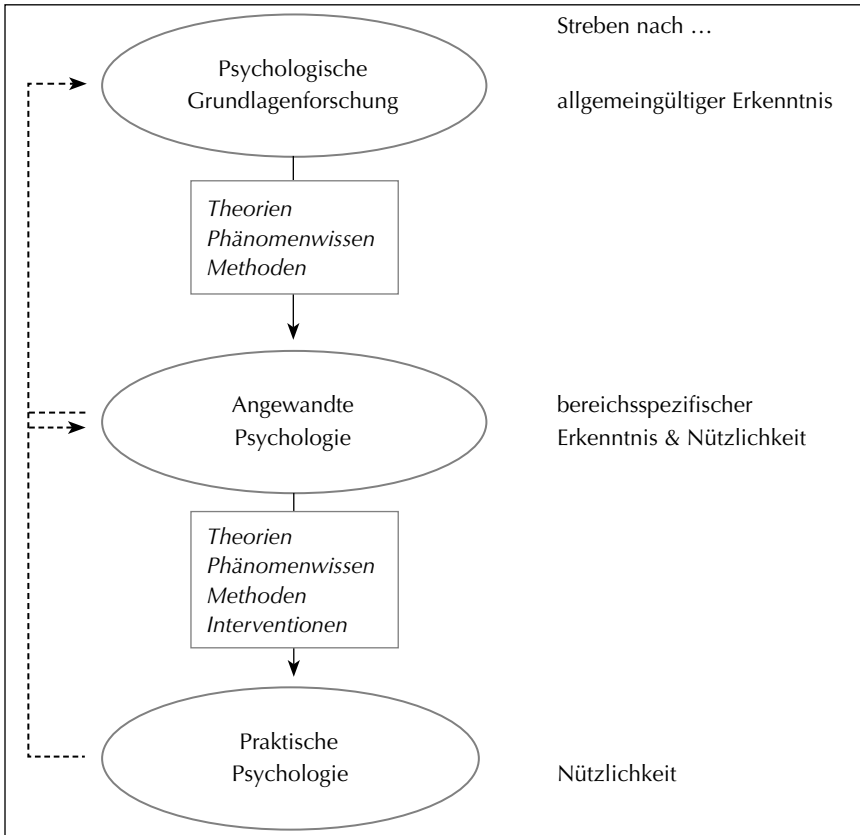 Streben nach …
Psychologische
Grundlagenforschung
allgemeingültiger Erkenntnis
Theorien
Phänomenwissen
Methoden
Angewandte
Psychologie
bereichsspezifischer
Erkenntnis & Nützlichkeit
Theorien
Phänomenwissen
Methoden
Interventionen
Praktische
Psychologie
Nützlichkeit